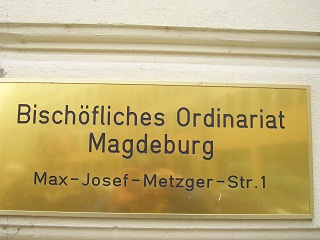 Bischöfliches Ordinariat
Magdeburg
Max-Josef-Metzger-Str.1